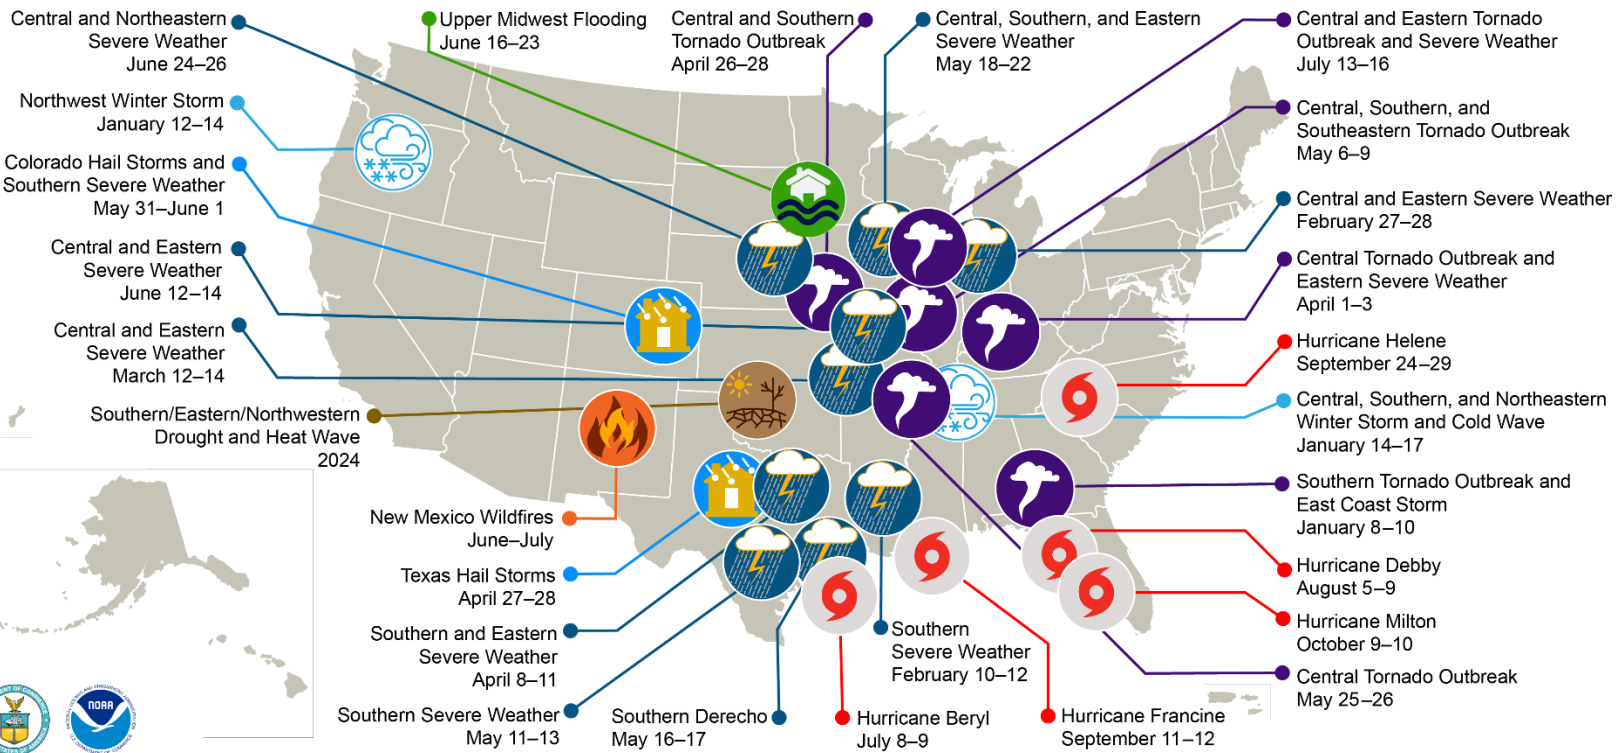 Central and Northeastern
Severe Weather
June 24–26
Upper Midwest Flooding
June 16–23
Central and Southern
Tornado Outbreak
April 26–28
Central, Southern, and Eastern
Severe Weather
May 18–22
Central and Eastern Tornado
Outbreak and Severe Weather
July 13–16
Northwest Winter Storm
January 12–14
Central, Southern, and
Southeastern Tornado Outbreak
May 6–9
Colorado Hail Storms and
Southern Severe Weather
May 31–June 1
Central and Eastern Severe Weather
February 27–28
Central and Eastern
Severe Weather
June 12–14
Central Tornado Outbreak and
Eastern Severe Weather
April 1–3
Central and Eastern
Severe Weather
March 12–14
Hurricane Helene
September 24–29
Southern/Eastern/Northwestern
Drought and Heat Wave
2024
Central, Southern, and Northeastern
Winter Storm and Cold Wave
January 14–17
New Mexico Wildfires
June–July
Southern Tornado Outbreak and
East Coast Storm
January 8–10
Texas Hail Storms
April 27–28
Hurricane Debby
August 5–9
Southern and Eastern
Severe Weather
April 8–11
Southern
Severe Weather
February 10–12
Hurricane Milton
October 9–10
Central Tornado Outbreak
May 25–26
Southern Severe Weather
May 11–13
Southern Derecho
May 16–17
Hurricane Beryl
July 8–9
Hurricane Francine
September 11–12
NOAA